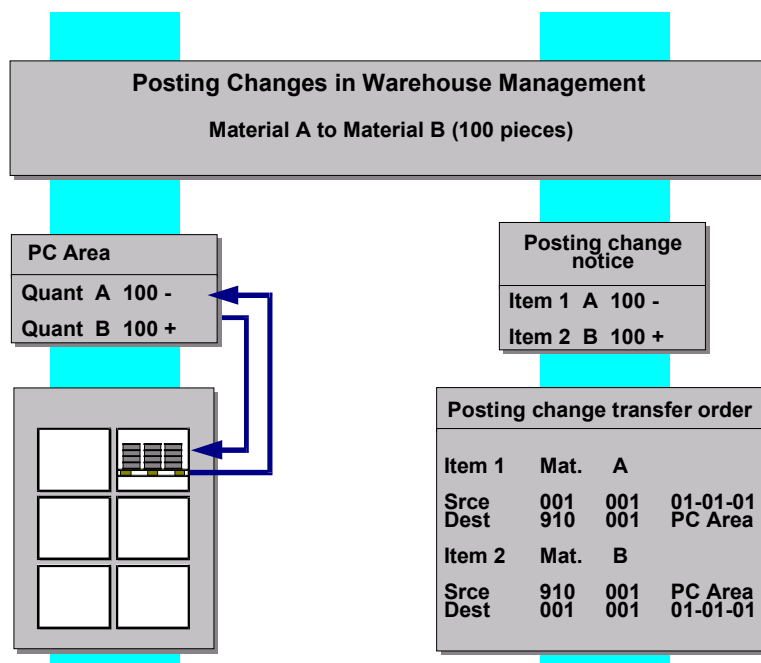 Posting Changes in Warehouse Management
Material A to Material B (100 pieces)
PC Area
Quant A 100 -
Quant B 100 +
Posting change
notice
Item 1 A 100 -
Item 2 B 100 +
Posting change transfer order
Item 1 Mat. A
Srce 001 001 01-01-01
Dest 910 001 PC Area
Item 2 Mat. B
Srce 910 001 PC Area
Dest 001 001 01-01-01